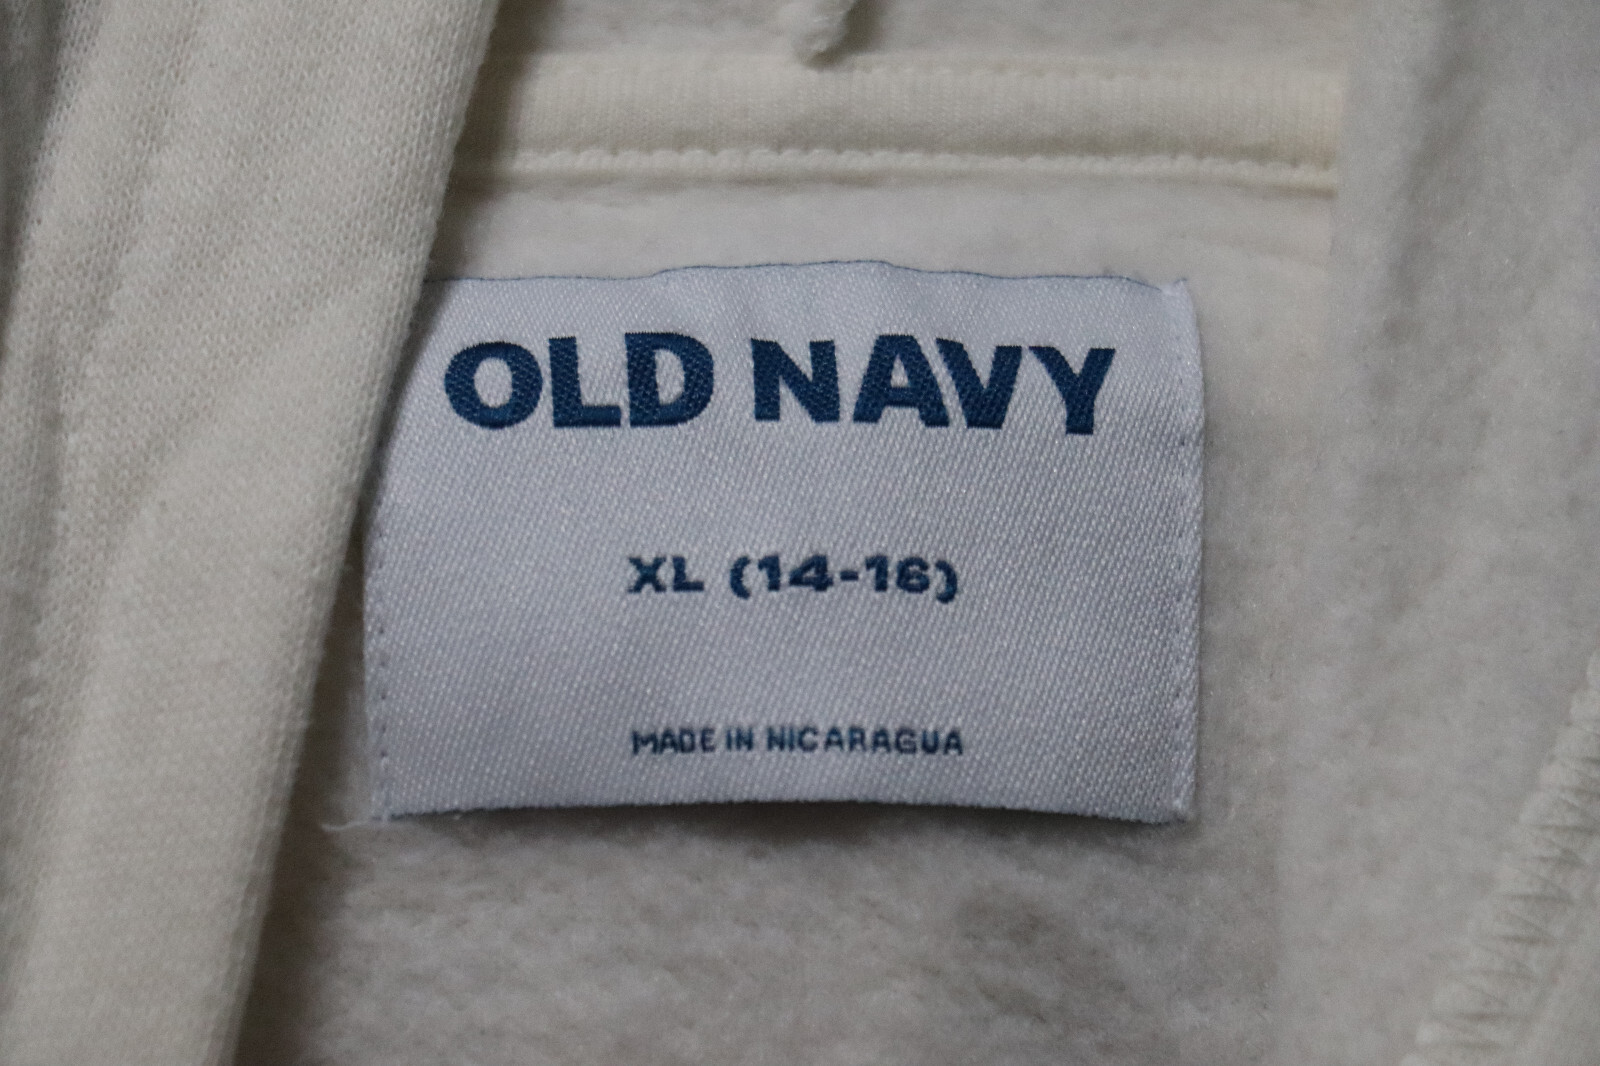 OLD NAVY
XL (14-16)
MADE IN NICARAGUA